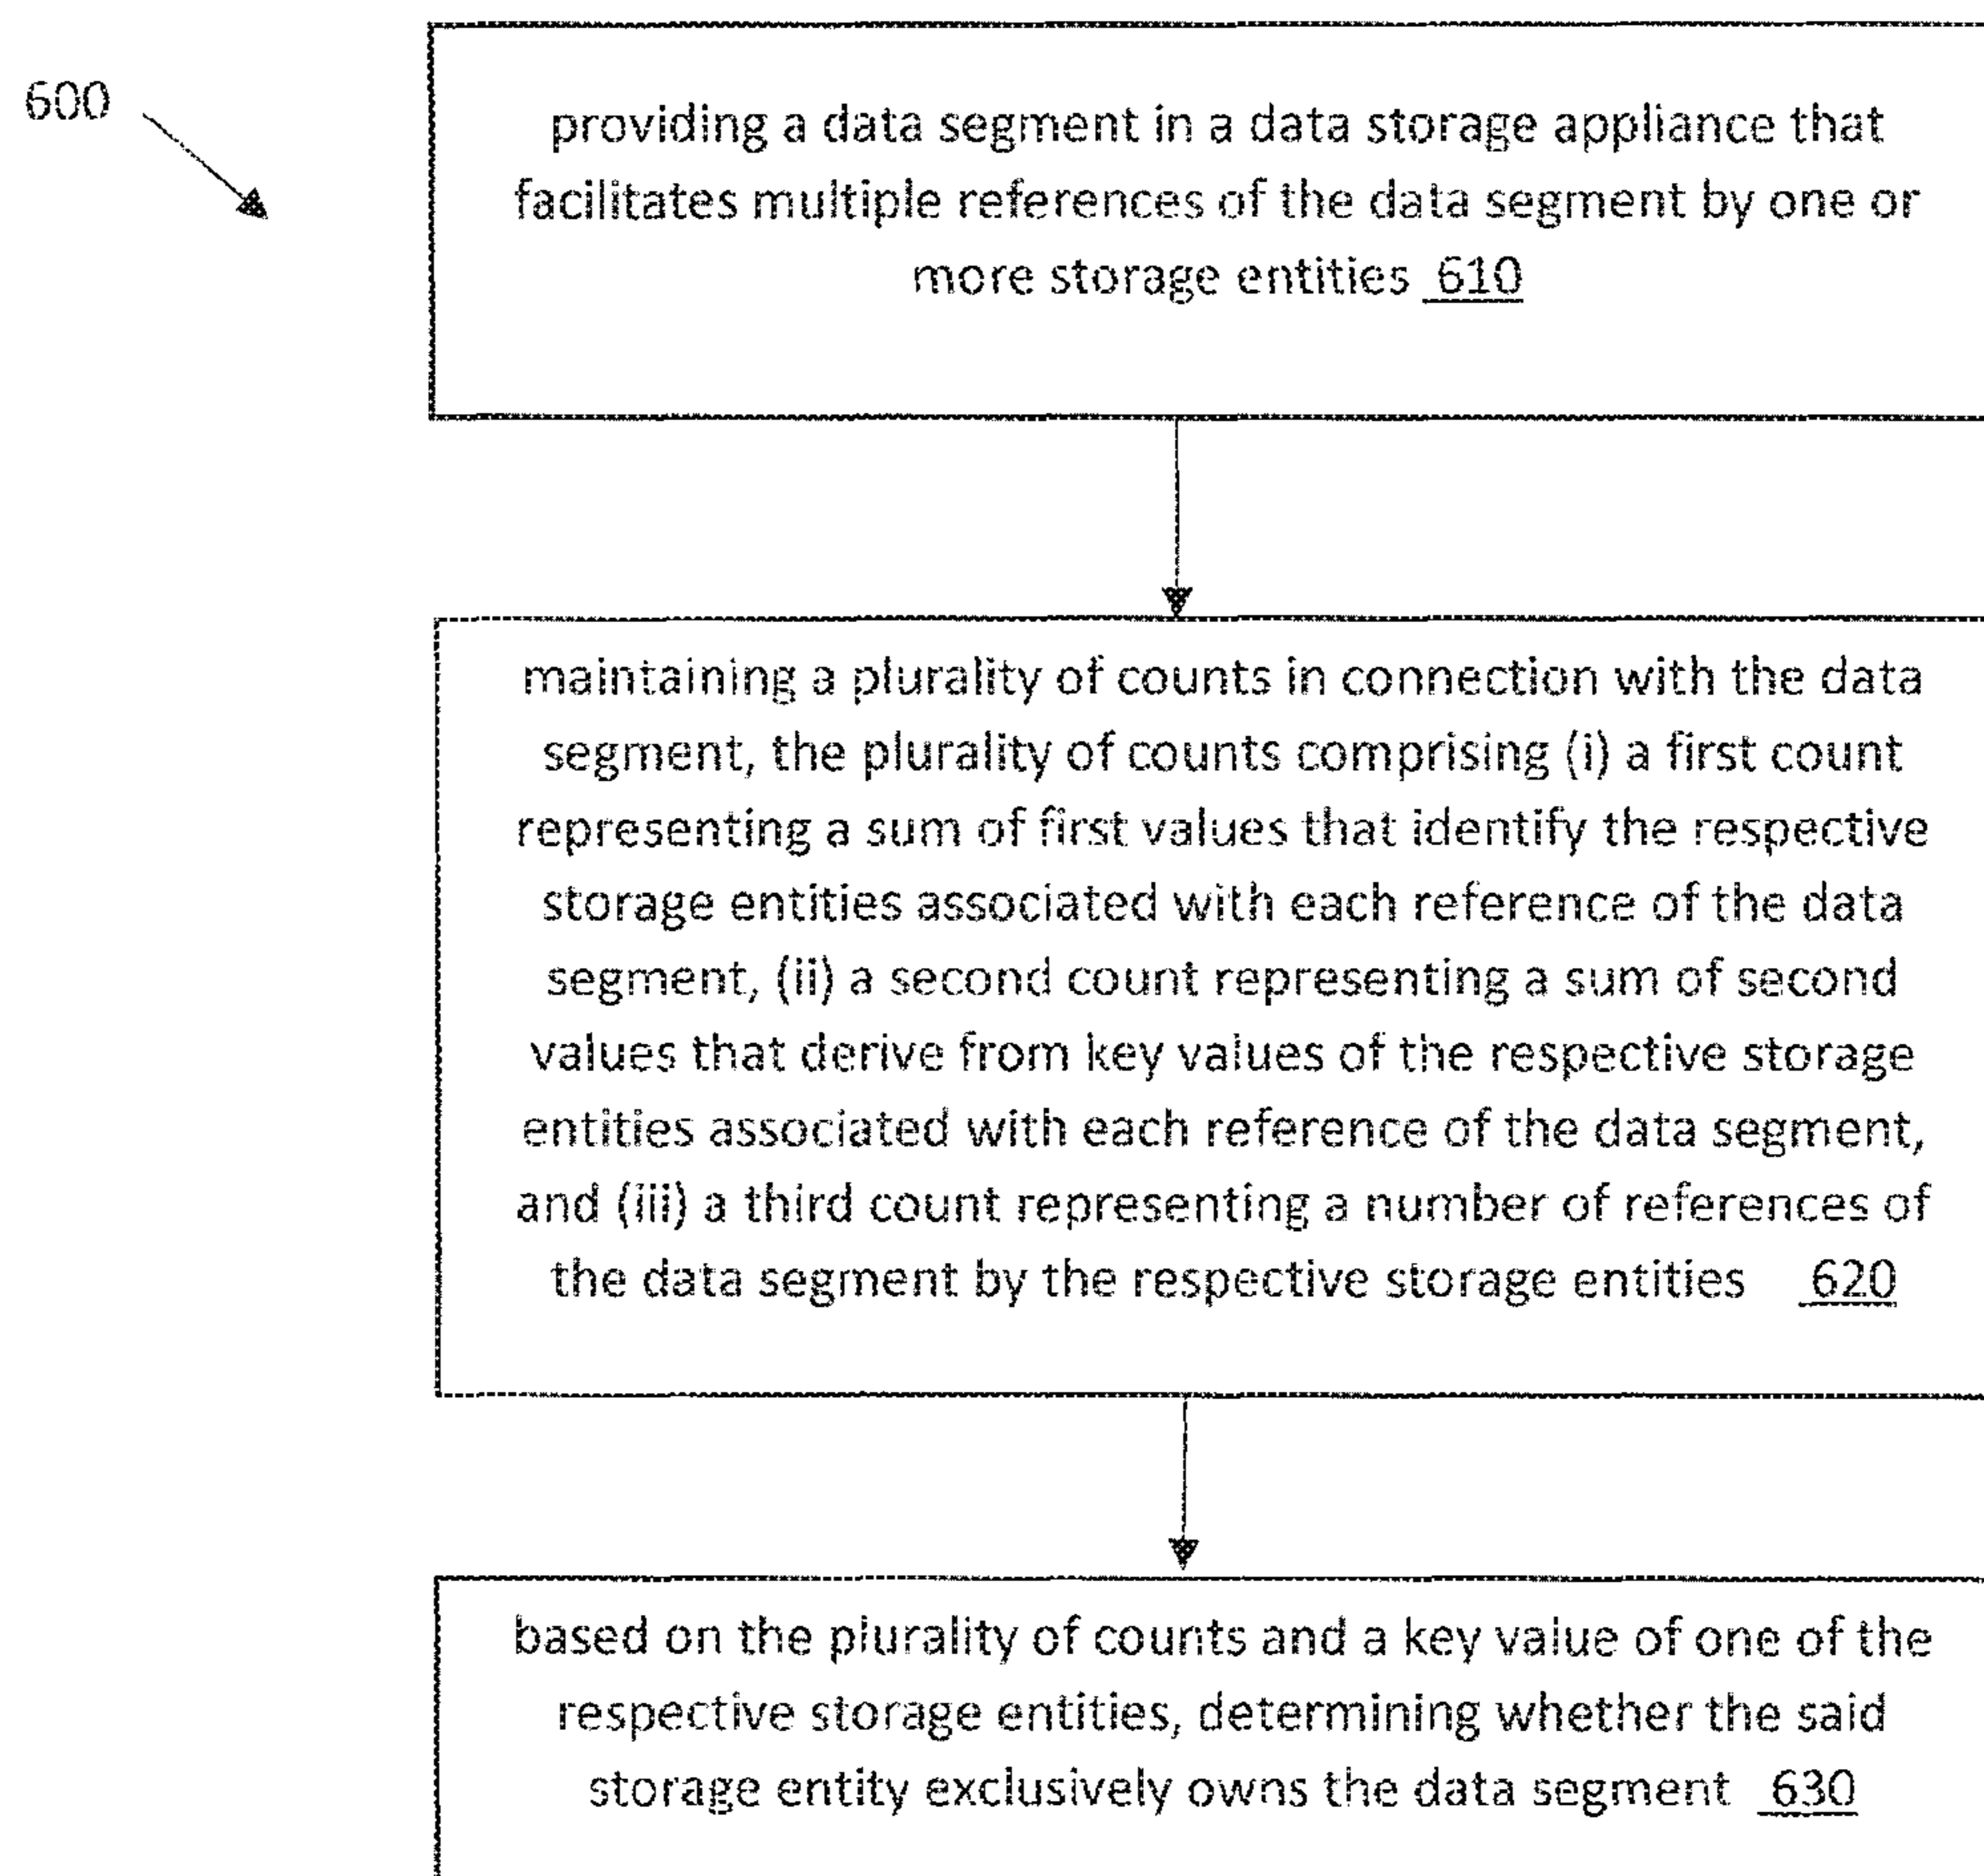 600
providing a data segment in a data storage appliance that
facilitates multiple references of the data segment by one or
more storage entities 610
maintaining a plurality of counts in connection with the data
segment, the plurality of counts comprising (i) a first count
representing a sum of first values that identify the respective
storage entities associated with each reference of the data
segment, (ii) a second count representing a sum of second
values that derive from key values of the respective storage
entities associated with each reference of the data segment,
and (iii) a third count representing a number of references of
the data segment by the respective storage entities 620
based on the plurality of counts and a key value of one of the
respective storage entities, determining whether the said
storage entity exclusively owns the data segment 630